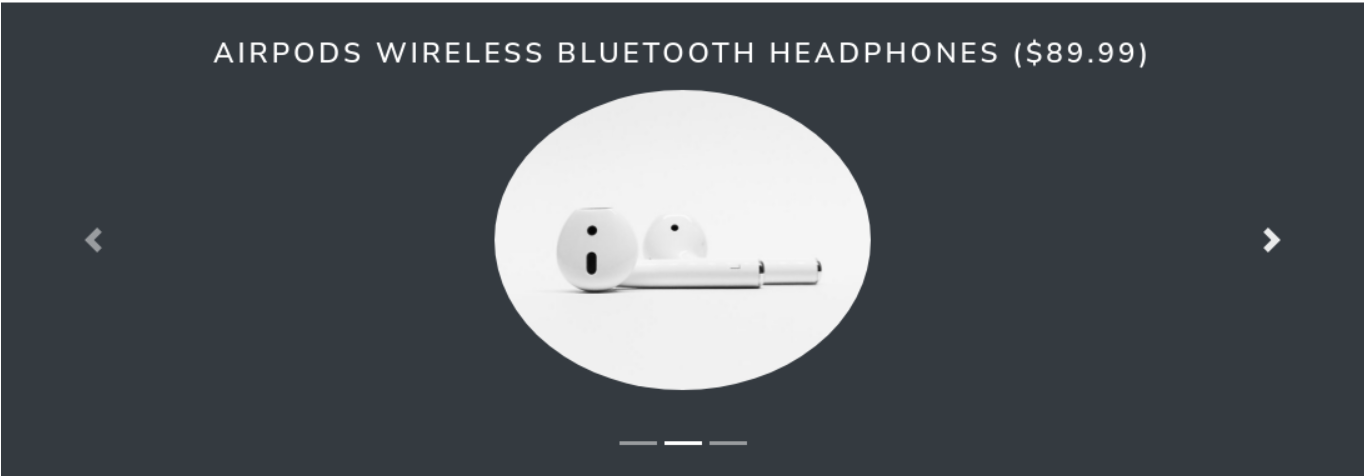 AIRPODS WIRELESS BLUETOOTH HEADPHONES ($89.99)